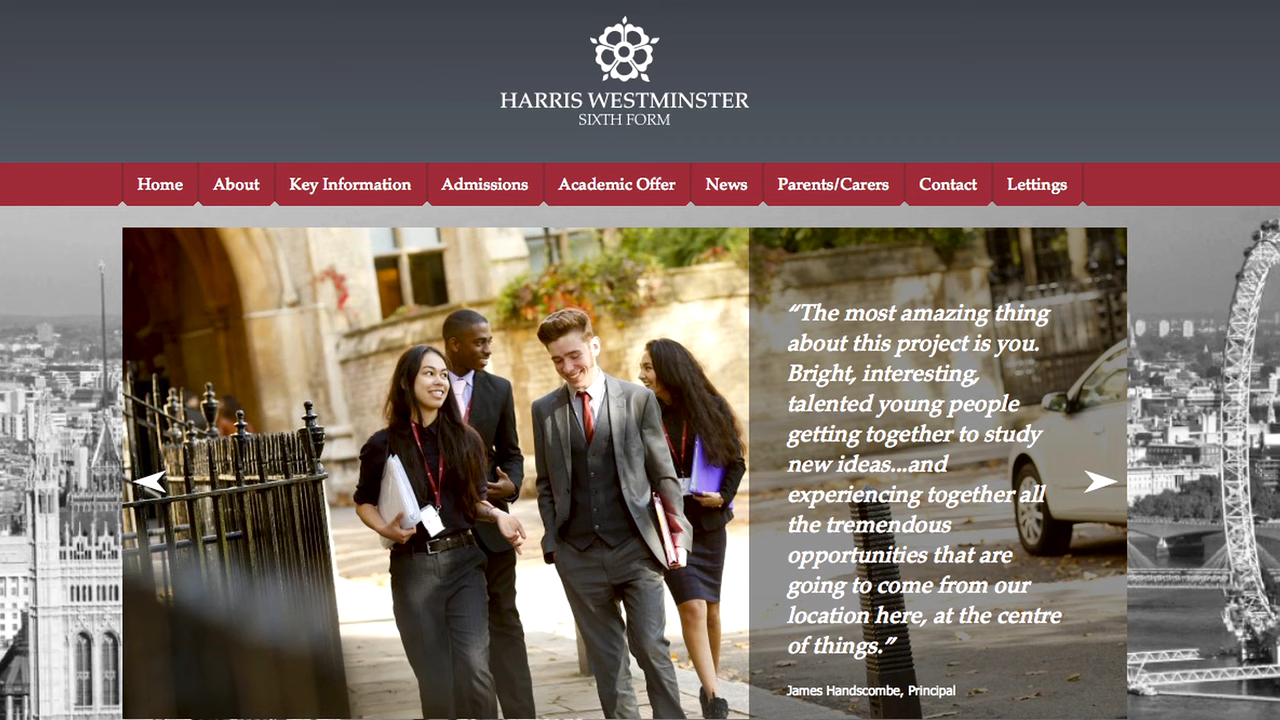 HARRIS WESTMINSTER
SIXTH FORM
Home About Key Information Admissions Academic Offer News Parents/Carers Contact Lettings
“The most amazing thing
about this project is you.
Bright, interesting,
talented young people
getting together to study
new ideas...and
experiencing together all
the tremendous
opportunities that are
going to come from our
location here, at the centre
of things.”
James Handscombe, Principal